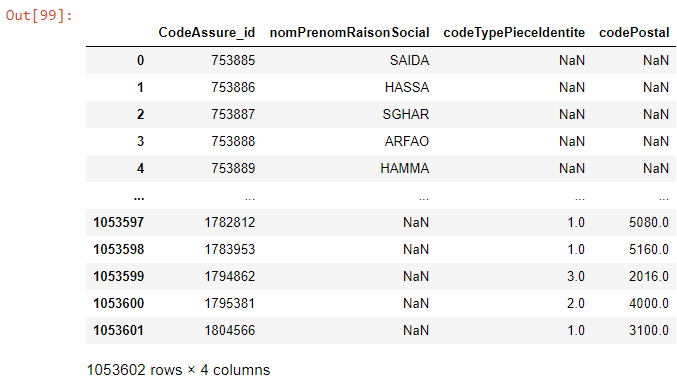 Out[99]:
CodeAssure_id nomPrenomRaisonSocial codeTypePieceIdentite codePostal
0 753885 SAIDA NaN NaN
1 753886 HASSA NaN NaN
2 753887 SGHAR NaN NaN
3 753888 ARFAO NaN NaN
4 753889 HAMMA NaN NaN
... ... ... ... ...
1053597 1782812 NaN 1.0 5080.0
1053598 1783953 NaN 1.0 5160.0
1053599 1794862 NaN 3.0 2016.0
1053600 1795381 NaN 2.0 4000.0
1053601 1804566 NaN 1.0 3100.0
1053602 rows × 4 columns